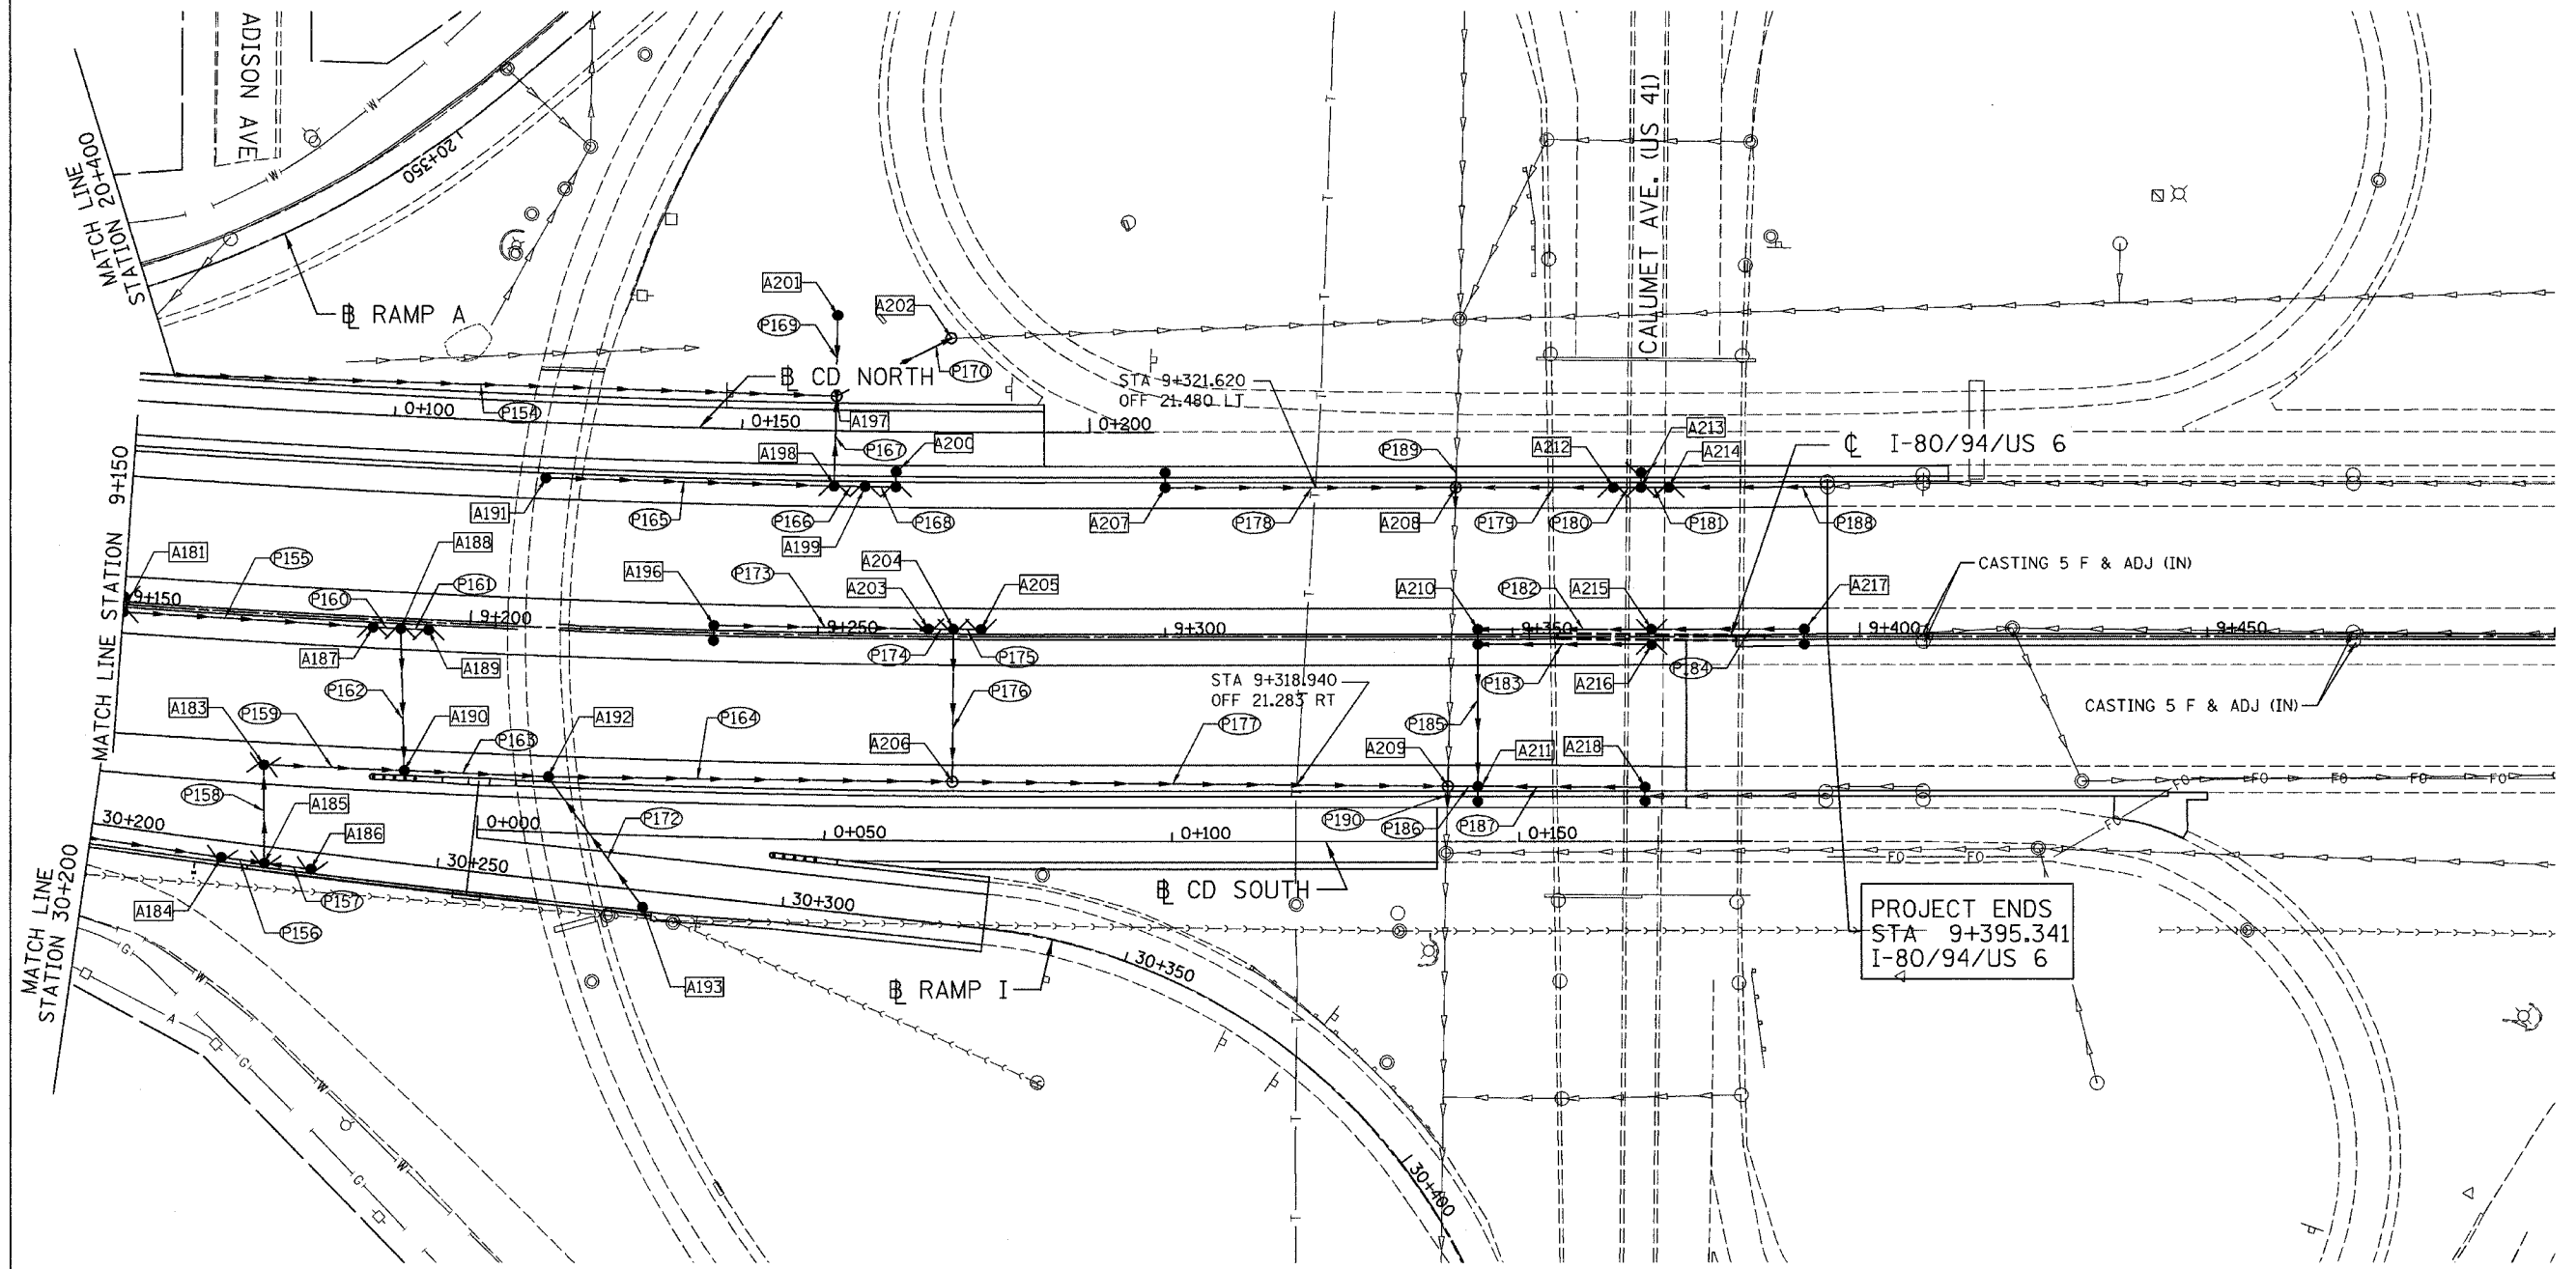 MADISON AVE
MATCH LINE
STATION 20+400
20+350
W
W
℄ RAMP A
A201
A202
P169
P170
℄ CD NORTH
P154
0+100
0+150
0+200
A197
P167
A200
A198
A191
P165
P166
A199
P168
STA 9+321.620
OFF 21.480 LT
T
T
T
CALUMET AVE. (US 41)
P189
A212
A213
A214
℄ I-80/94/US 6
A207
P178
A208
P179
P180
P181
P188
MATCH LINE STATION 9+150
A181
P155
A188
P160
P161
9+150
9+200
A187
A189
A196
P173
A204
A203
A205
9+250
9+300
P174
P175
A210
P182
A215
A217
9+350
9+400
9+450
CASTING 5 F & ADJ (IN)
P183
A216
P184
CASTING 5 F & ADJ (IN)
STA 9+318.940
OFF 21.283 RT
P162
P176
A183
P159
A190
P163
A192
P164
A206
P177
P185
A209
A211
A218
P158
A185
A186
30+200
30+250
30+300
30+350
30+400
0+000
0+050
0+100
0+150
P172
P190
P186
P187
FO
FO
FO
FO
FO
FO
FO
FO
MATCH LINE
STATION 30+200
A184
P157
P156
A193
℄ CD SOUTH
℄ RAMP I
PROJECT ENDS
STA 9+395.341
I-80/94/US 6
G
W
A
G
W
W
G
T
T
T